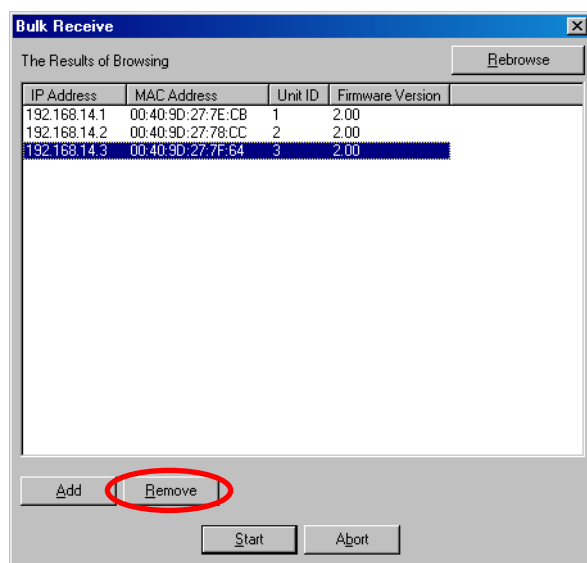 Bulk Receive
The Results of Browsing Rebrowse
IP Address MAC Address Unit ID Firmware Version
192.168.14.1 00:40:9D:27:7E:CB 1 2.00
192.168.14.2 00:40:9D:27:78:CC 2 2.00
192.168.14.3 00:40:9D:27:7F:64 3 2.00
Add Remove
Start Abort